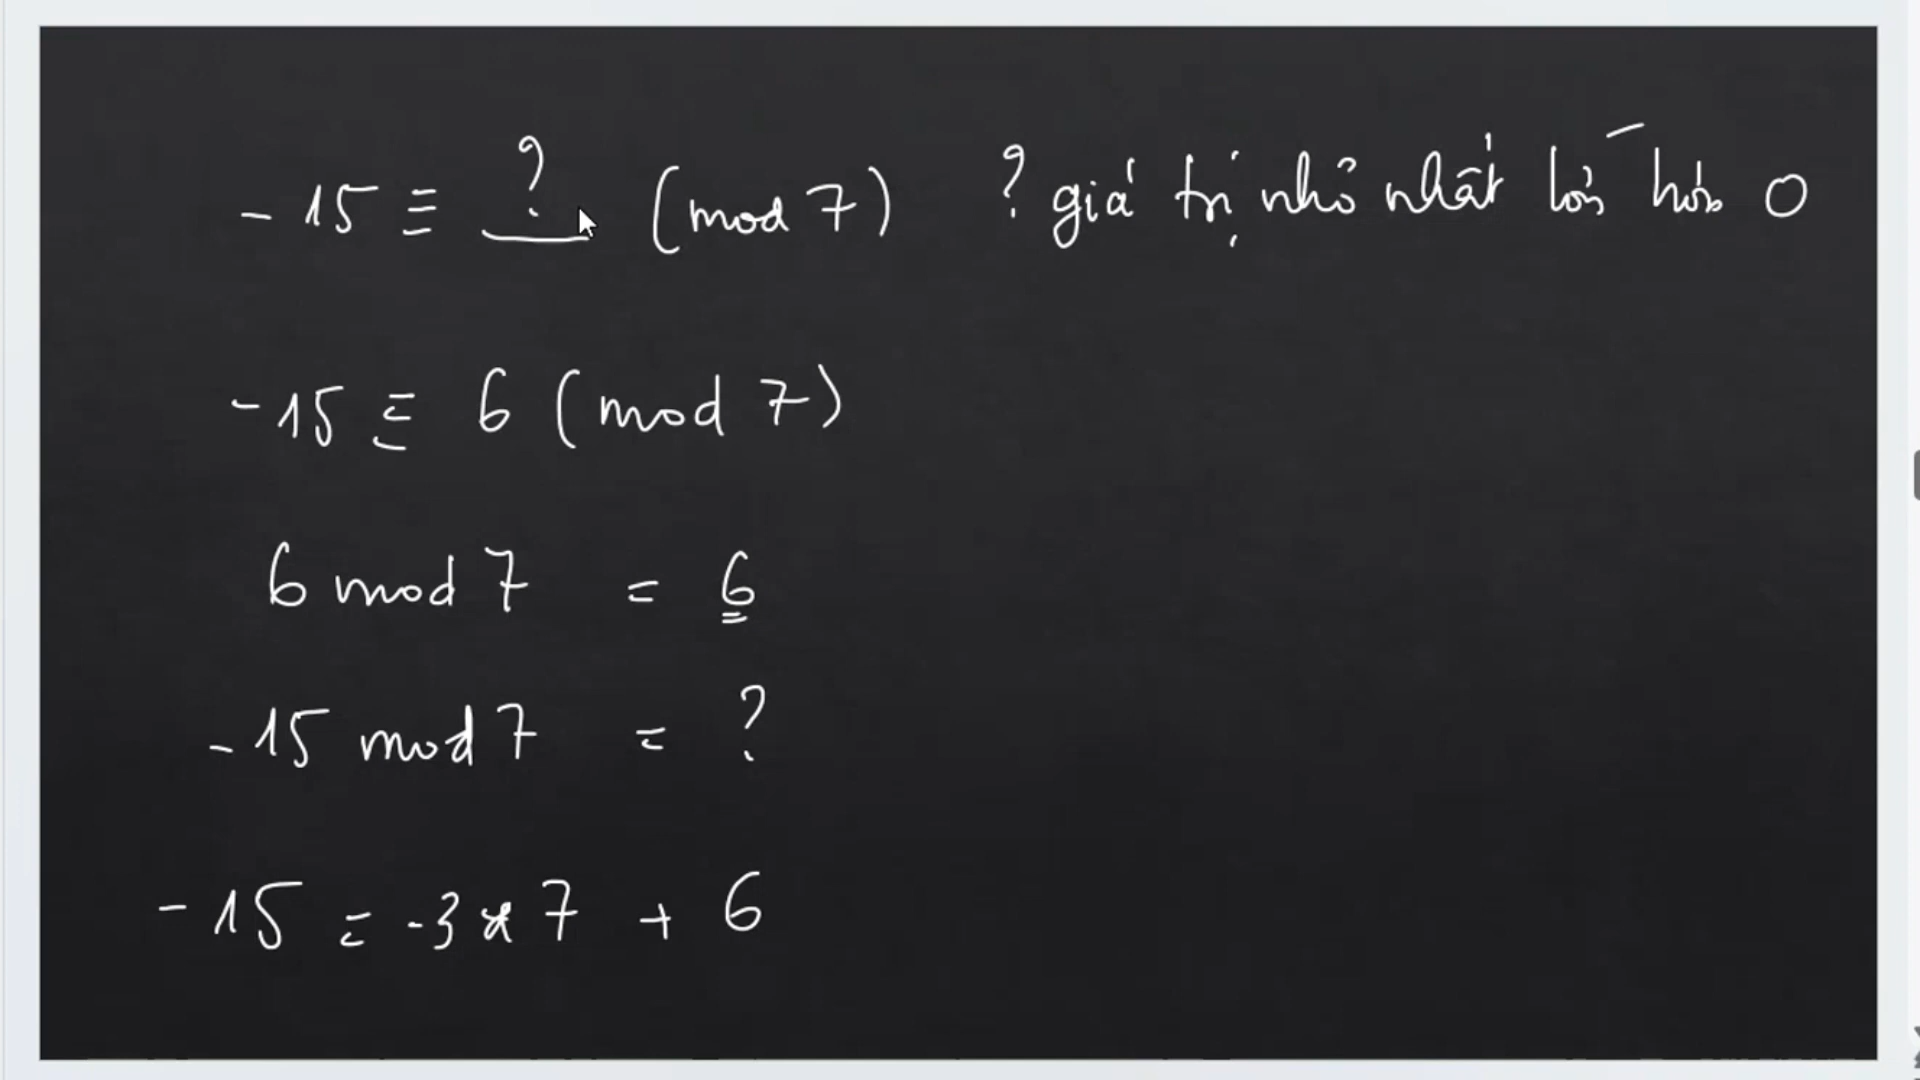 -15 ≡ ? (mod 7) ? giá trị nhỏ nhất lớn hơn 0
-15 ≡ 6 (mod 7)
6 mod 7 = 6
-15 mod 7 = ?
-15 = -3 * 7 + 6